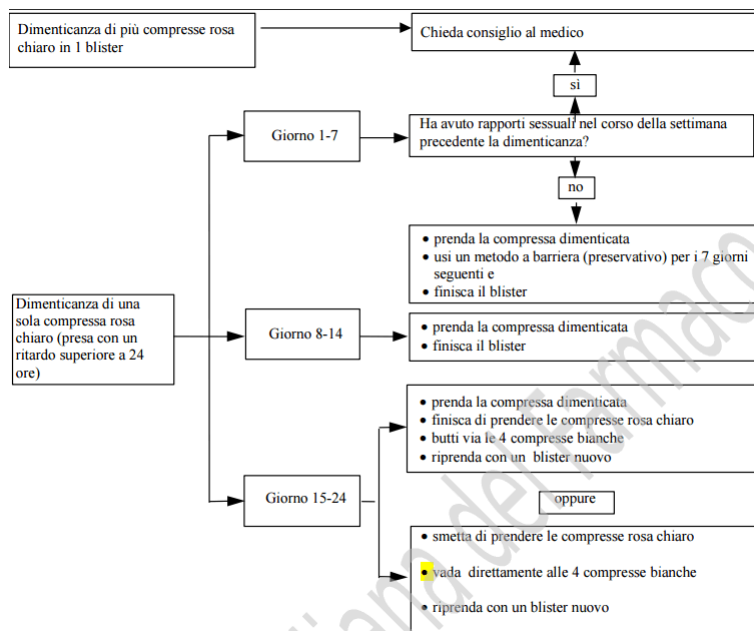 Dimenticanza di più compresse rosa
chiaro in 1 blister
Chieda consiglio al medico
sì
Giorno 1-7
Ha avuto rapporti sessuali nel corso della settimana
precedente la dimenticanza?
no
• prenda la compressa dimenticata
• usi un metodo a barriera (preservativo) per i 7 giorni
seguenti e
• finisca il blister
Dimenticanza di una
sola compressa rosa
chiaro (presa con un
ritardo superiore a 24
ore)
Giorno 8-14
• prenda la compressa dimenticata
• finisca il blister
• prenda la compressa dimenticata
• finisca di prendere le compresse rosa chiaro
• butti via le 4 compresse bianche
• riprenda con un blister nuovo
Giorno 15-24
oppure
• smetta di prendere le compresse rosa chiaro
• vada direttamente alle 4 compresse bianche
• riprenda con un blister nuovo
del Farmaco